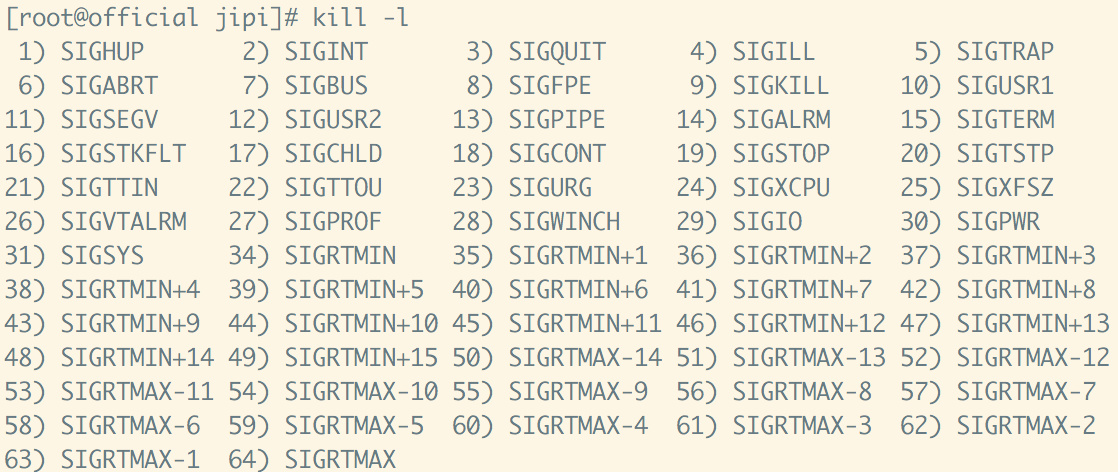 [root@official jipi]# kill -l
 1) SIGHUP       2) SIGINT       3) SIGQUIT      4) SIGILL       5) SIGTRAP
 6) SIGABRT      7) SIGBUS       8) SIGFPE       9) SIGKILL     10) SIGUSR1
11) SIGSEGV     12) SIGUSR2     13) SIGPIPE     14) SIGALRM     15) SIGTERM
16) SIGSTKFLT   17) SIGCHLD     18) SIGCONT     19) SIGSTOP     20) SIGTSTP
21) SIGTTIN     22) SIGTTOU     23) SIGURG      24) SIGXCPU     25) SIGXFSZ
26) SIGVTALRM   27) SIGPROF     28) SIGWINCH    29) SIGIO       30) SIGPWR
31) SIGSYS      34) SIGRTMIN    35) SIGRTMIN+1  36) SIGRTMIN+2  37) SIGRTMIN+3
38) SIGRTMIN+4  39) SIGRTMIN+5  40) SIGRTMIN+6  41) SIGRTMIN+7  42) SIGRTMIN+8
43) SIGRTMIN+9  44) SIGRTMIN+10 45) SIGRTMIN+11 46) SIGRTMIN+12 47) SIGRTMIN+13
48) SIGRTMIN+14 49) SIGRTMIN+15 50) SIGRTMAX-14 51) SIGRTMAX-13 52) SIGRTMAX-12
53) SIGRTMAX-11 54) SIGRTMAX-10 55) SIGRTMAX-9  56) SIGRTMAX-8  57) SIGRTMAX-7
58) SIGRTMAX-6  59) SIGRTMAX-5  60) SIGRTMAX-4  61) SIGRTMAX-3  62) SIGRTMAX-2
63) SIGRTMAX-1  64) SIGRTMAX